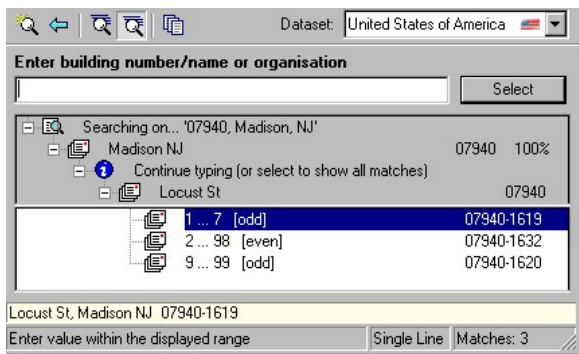 Dataset: United States of America
Enter building number/name or organisation
Select
Searching on... '07940, Madison, NJ'
Madison NJ 07940 100%
Continue typing (or select to show all matches)
Locust St 07940
1 ... 7 [odd] 07940-1619
2 ... 98 [even] 07940-1632
9 ... 99 [odd] 07940-1620
Locust St, Madison NJ 07940-1619
Enter value within the displayed range Single Line Matches: 3